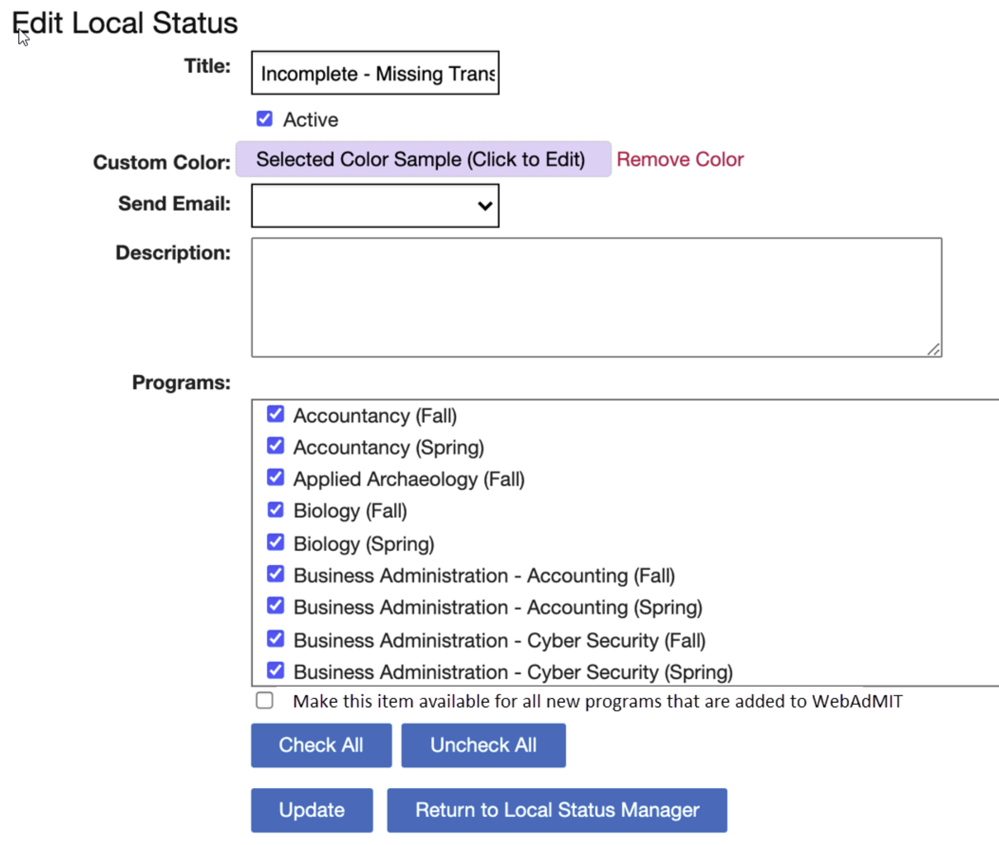 Edit Local Status
Title:
Incomplete - Missing Trans
Active
Custom Color: Selected Color Sample (Click to Edit) Remove Color
Send Email:
Description:
Programs:
Accountancy (Fall)
Accountancy (Spring)
Applied Archaeology (Fall)
Biology (Fall)
Biology (Spring)
Business Administration - Accounting (Fall)
Business Administration - Accounting (Spring)
Business Administration - Cyber Security (Fall)
Business Administration - Cyber Security (Spring)
Make this item available for all new programs that are added to WebAdMIT
Check All Uncheck All
Update Return to Local Status Manager